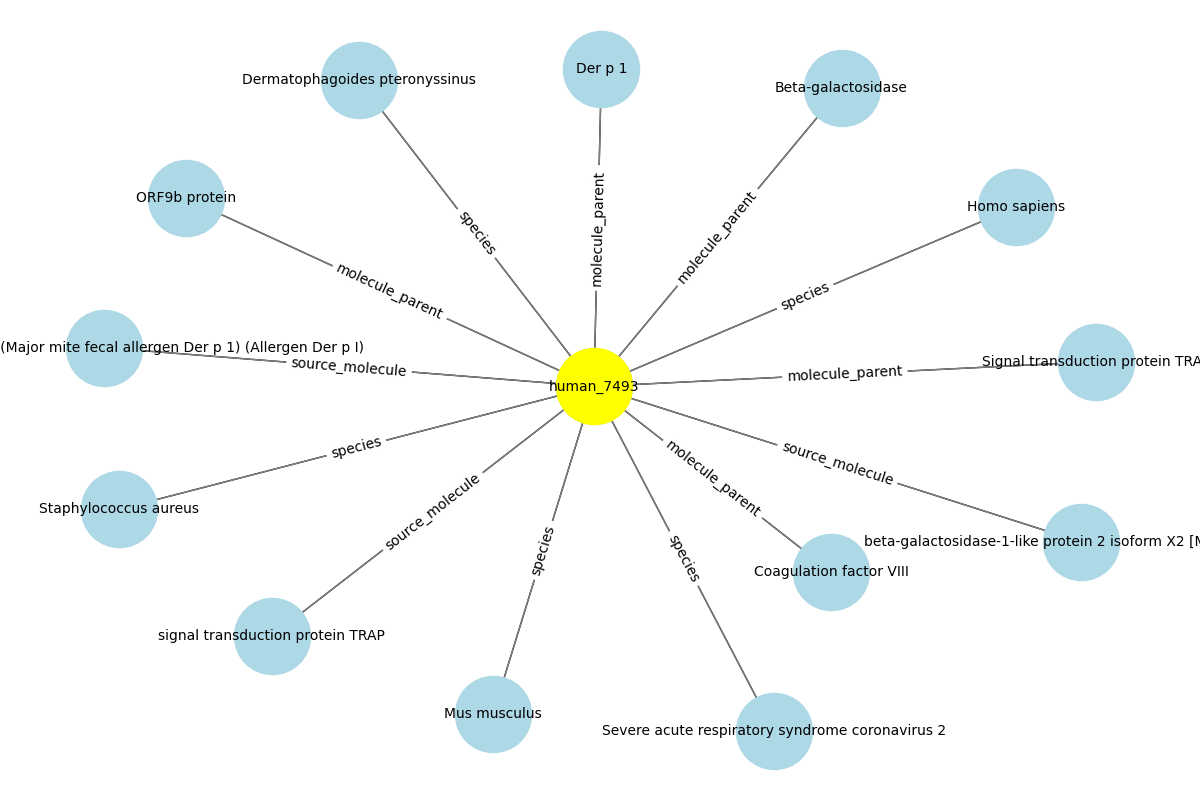 Der p 1
Dermatophagoides pteronyssinus
Beta-galactosidase
ORF9b protein
Homo sapiens
species
molecule_parent
molecule_parent
molecule_parent
species
(Major mite fecal allergen Der p 1) (Allergen Der p I)
source_molecule
Signal transduction protein
molecule_parent
human_7493
species
source_molecule
molecule_parent
source_molecule
Staphylococcus aureus
species
species
beta-galactosidase-1-like protein 2 isoform X2
Coagulation factor VIII
signal transduction protein TRAP
Mus musculus
Severe acute respiratory syndrome coronavirus 2